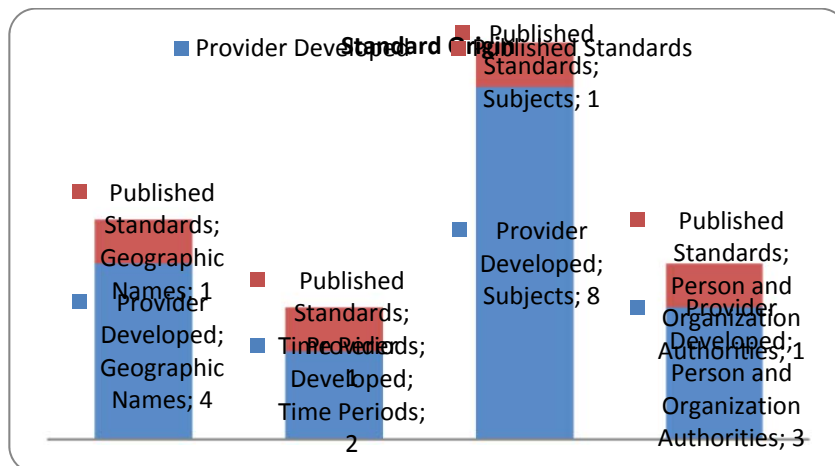 Standard Origin
Provider Developed
Published Standards
Published
Standards;
Geographic
Names; 1
Provider
Developed;
Geographic
Names; 4
Published
Standards;
Time Periods;
1
Provider
Developed;
Time Periods;
2
Published
Standards;
Subjects; 1
Provider
Developed;
Subjects; 8
Published
Standards;
Person and
Organization
Authorities; 1
Provider
Developed;
Person and
Organization
Authorities; 3